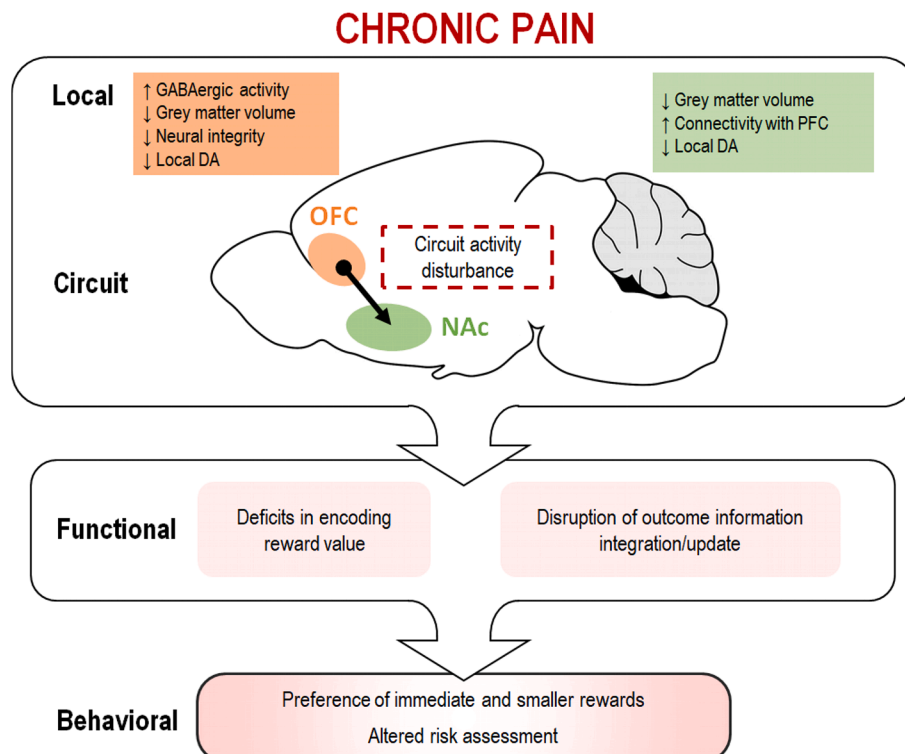 CHRONIC PAIN
Local
↑ GABAergic activity
↓ Grey matter volume
↓ Neural integrity
↓ Local DA
↓ Grey matter volume
↑ Connectivity with PFC
↓ Local DA
OFC
Circuit activity
disturbance
Circuit
NAc
Functional
Deficits in encoding
reward value
Disruption of outcome information
integration/update
Behavioral
Preference of immediate and smaller rewards
Altered risk assessment